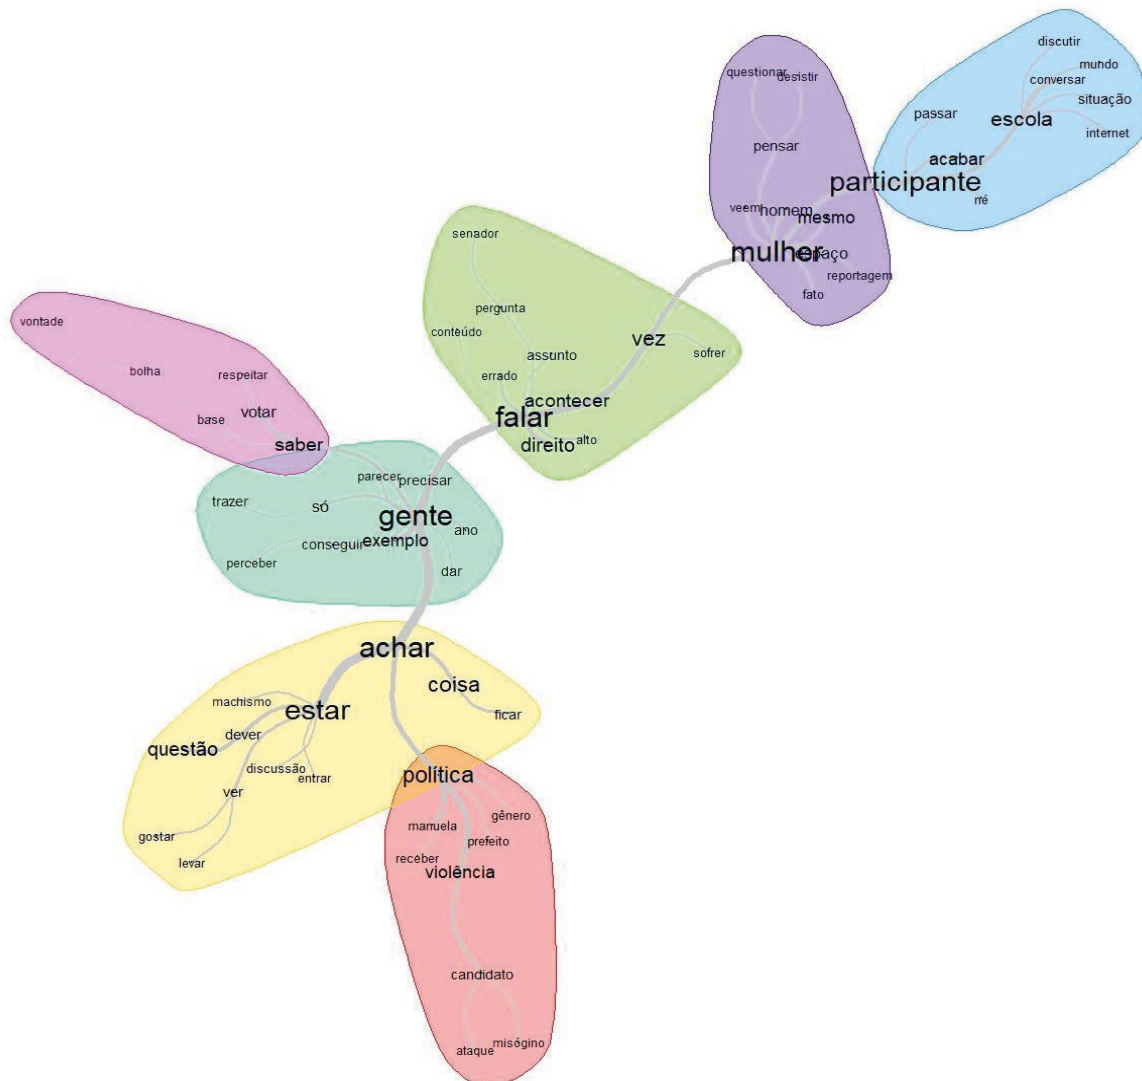 discutir
mundo
questionar
desistir
conversar
situação
passar
escola
internet
pensar
acabar
participante
veem
homem
mesmo
senador
mulher
espaço
reportagem
fato
pergunta
vontade
conteúdo
vez
sofrer
assunto
bolha
respeitar
errado
acontecer
votar
base
falar
direito
alto
saber
parecer
precisar
trazer
só
gente
ano
conseguir
exemplo
perceber
dar
achar
coisa
machismo
estar
ficar
dever
questão
discussão
entrar
política
ver
gênero
manuela
gostar
prefeito
levar
receber
violência
candidato
misógino
ataque